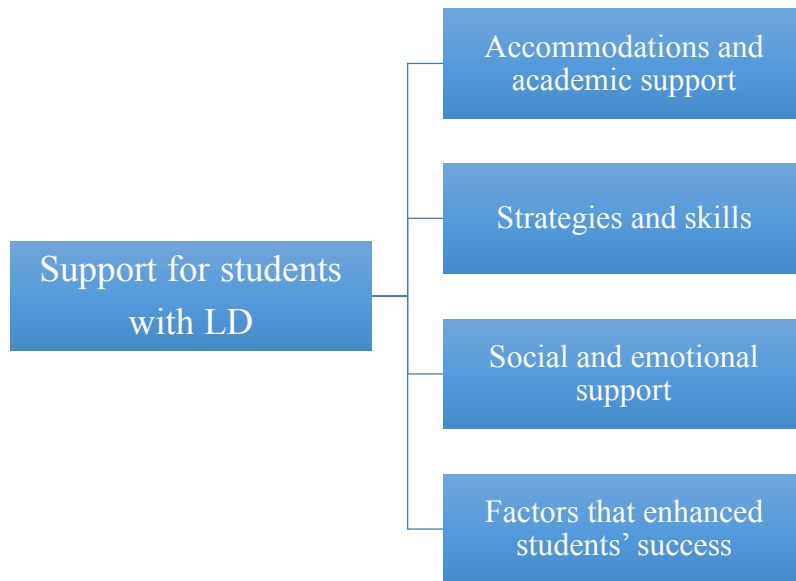 Support for students
with LD
Accommodations and
academic support
Strategies and skills
Social and emotional
support
Factors that enhanced
students’ success